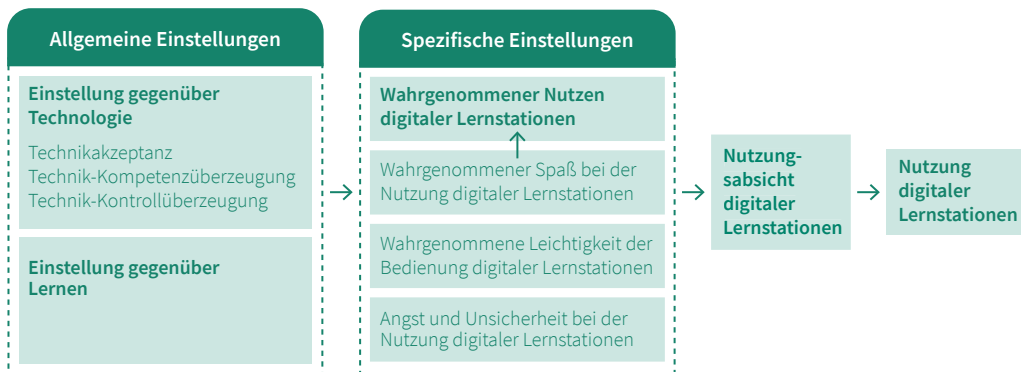 Allgemeine Einstellungen
Einstellung gegenüber
Technologie
Technikakzeptanz
Technik-Kompetenzüberzeugung
Technik-Kontrollüberzeugung
Einstellung gegenüber
Lernen
Spezifische Einstellungen
Wahrgenommener Nutzen
digitaler Lernstationen
Wahrgenommener Spaß bei der
Nutzung digitaler Lernstationen
Wahrgenommene Leichtigkeit der
Bedienung digitaler Lernstationen
Angst und Unsicherheit bei der
Nutzung digitaler Lernstationen
Nutzung-
sabsicht
digitaler
Lernstationen
Nutzung
digitaler
Lernstationen